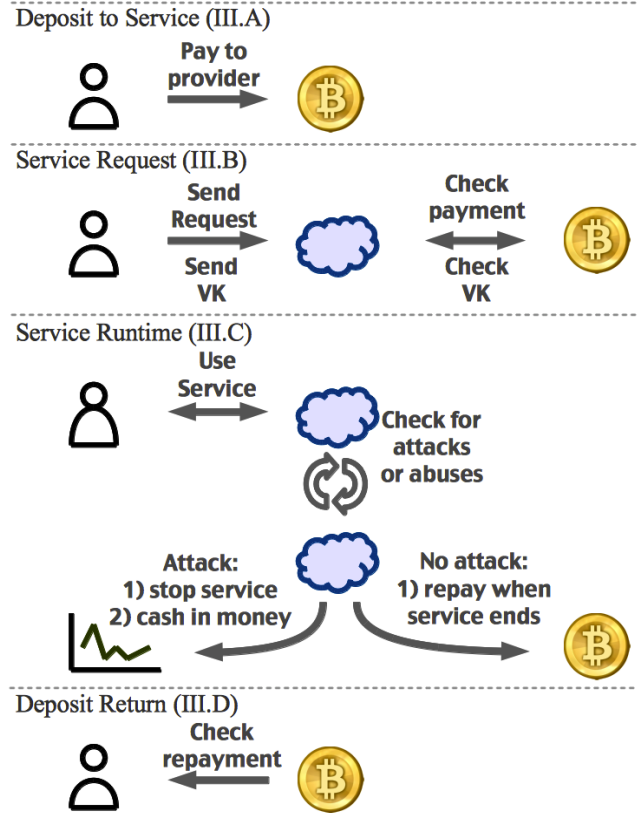 Deposit to Service (III.A)
Pay to
provider
Service Request (III.B)
Send
Request
Send
VK
Check
payment
Check
VK
Service Runtime (III.C)
Use
Service
Check for
attacks
or abuses
Attack:
1) stop service
2) cash in money
No attack:
1) repay when
service ends
Deposit Return (III.D)
Check
repayment